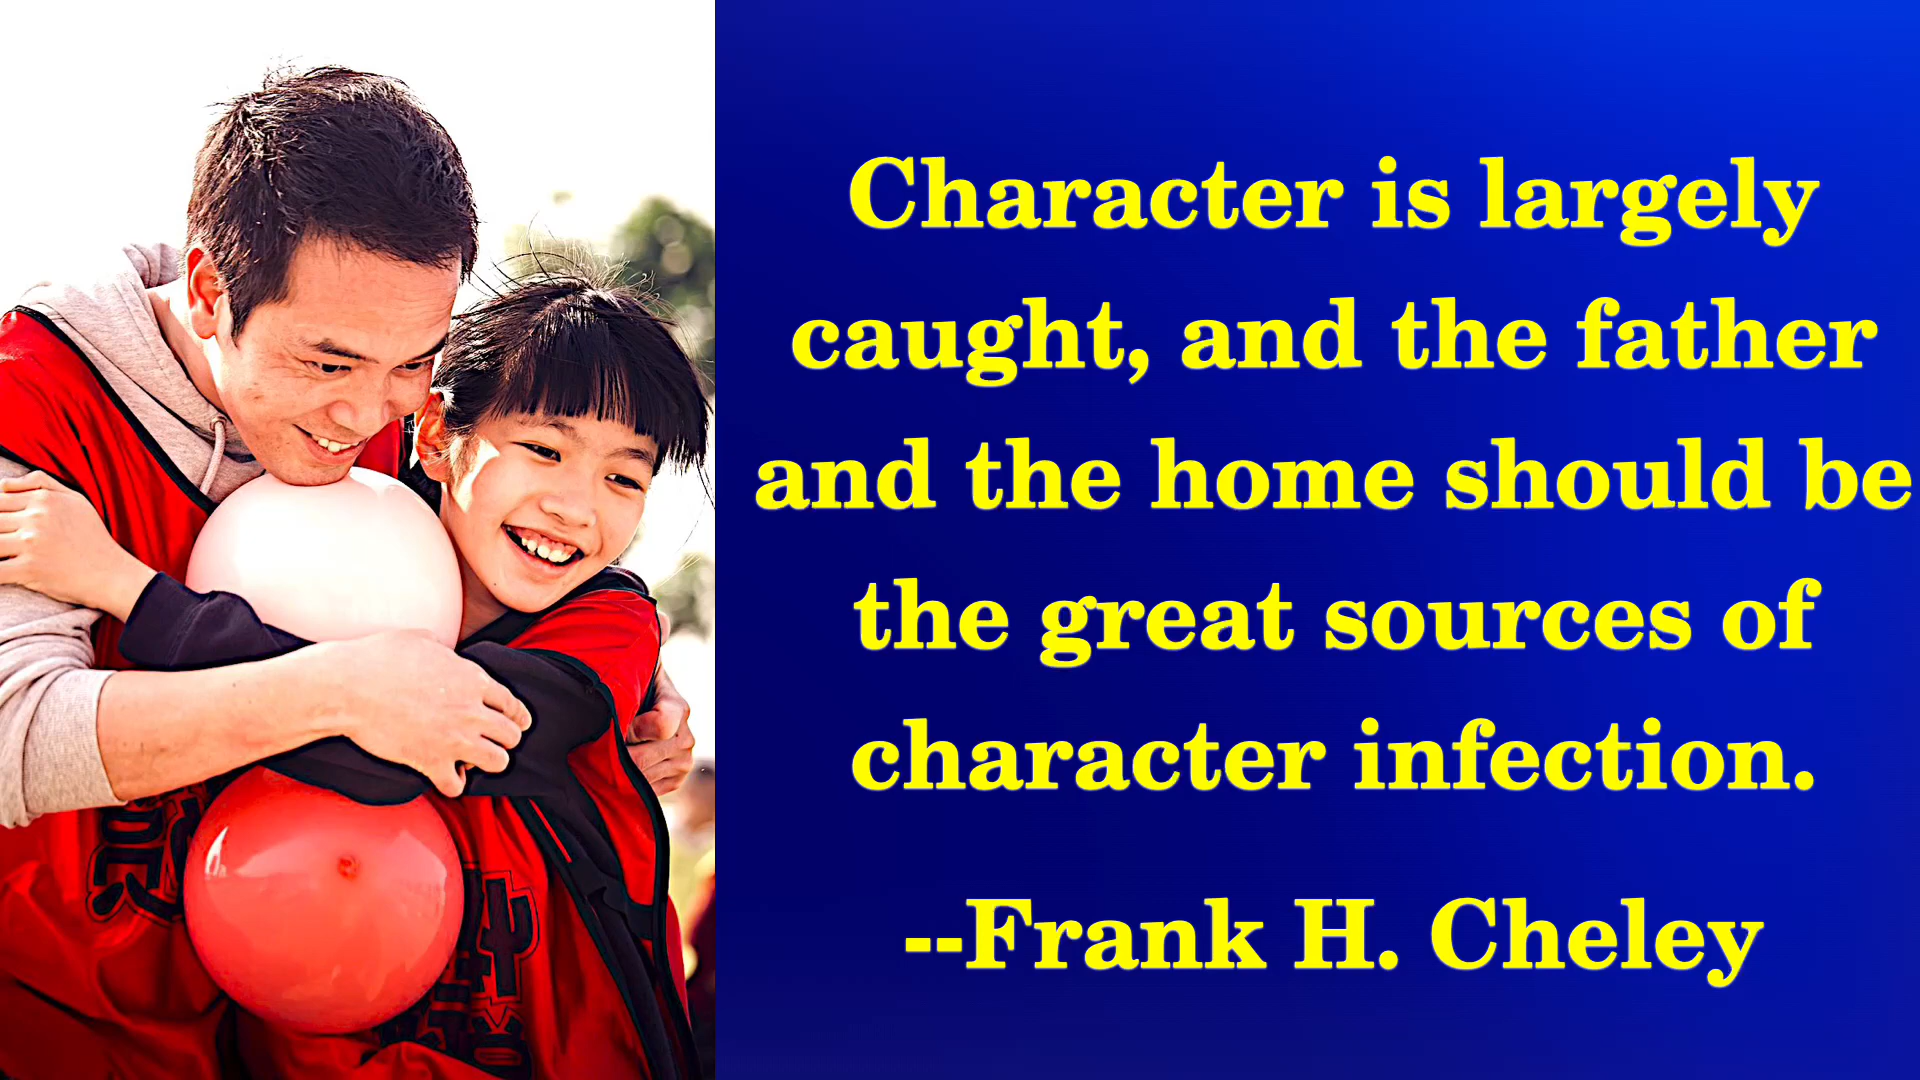 Character is largely
caught, and the father
and the home should be
the great sources of
character infection.
--Frank H. Cheley